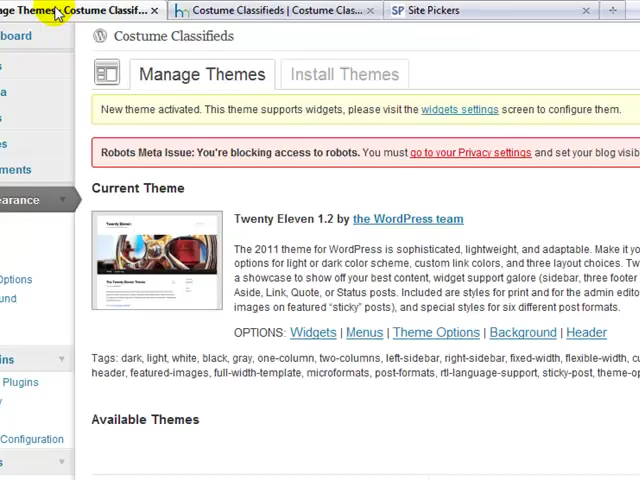 age Themes ‹ Costume Classif...
Costume Classifieds | Costume Clas...
SP Site Pickers
board
Costume Classifieds
s
Manage Themes
Install Themes
a
s
New theme activated. This theme supports widgets, please visit the widgets settings screen to configure them.
es
Robots Meta Issue: You're blocking access to robots. You must go to your Privacy settings and set your blog visib
ments
Current Theme
earance
Twenty Eleven 1.2 by the WordPress team
The 2011 theme for WordPress is sophisticated, lightweight, and adaptable. Make it yo
options for light or dark color scheme, custom link colors, and three layout choices. Tw
a showcase to show off your best content, widget support galore (sidebar, three footer
Options
Aside, Link, Quote, or Status posts. Included are styles for print and for the admin edito
und
images on featured "sticky" posts), and special styles for six different post formats.
OPTIONS: Widgets | Menus | Theme Options | Background | Header
ins
Tags: dark, light, white, black, gray, one-column, two-columns, left-sidebar, right-sidebar, fixed-width, flexible-width, cu
header, featured-images, full-width-template, microformats, post-formats, rtl-language-support, sticky-post, theme-op
Plugins
Available Themes
Configuration
s